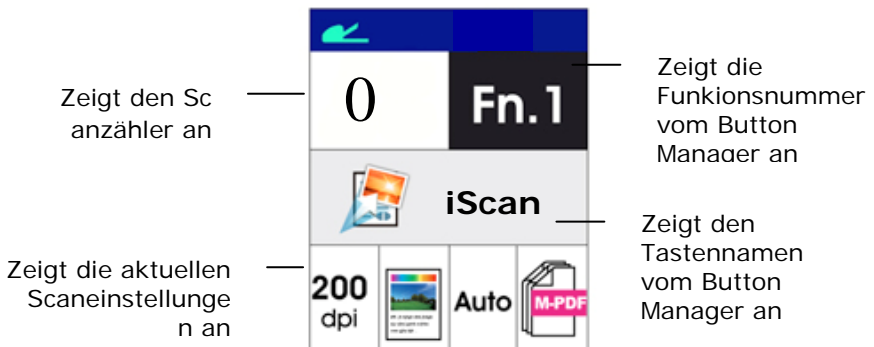 Zeigt den Sc
anzähler an
0
Fn.1
Zeigt die
Funkionsnummer
vom Button
Manager an
iScan
Zeigt den
Tastennamen
vom Button
Manager an
Zeigt die aktuellen
Scaneinstellunge
n an
200
dpi
Auto
M-PDF